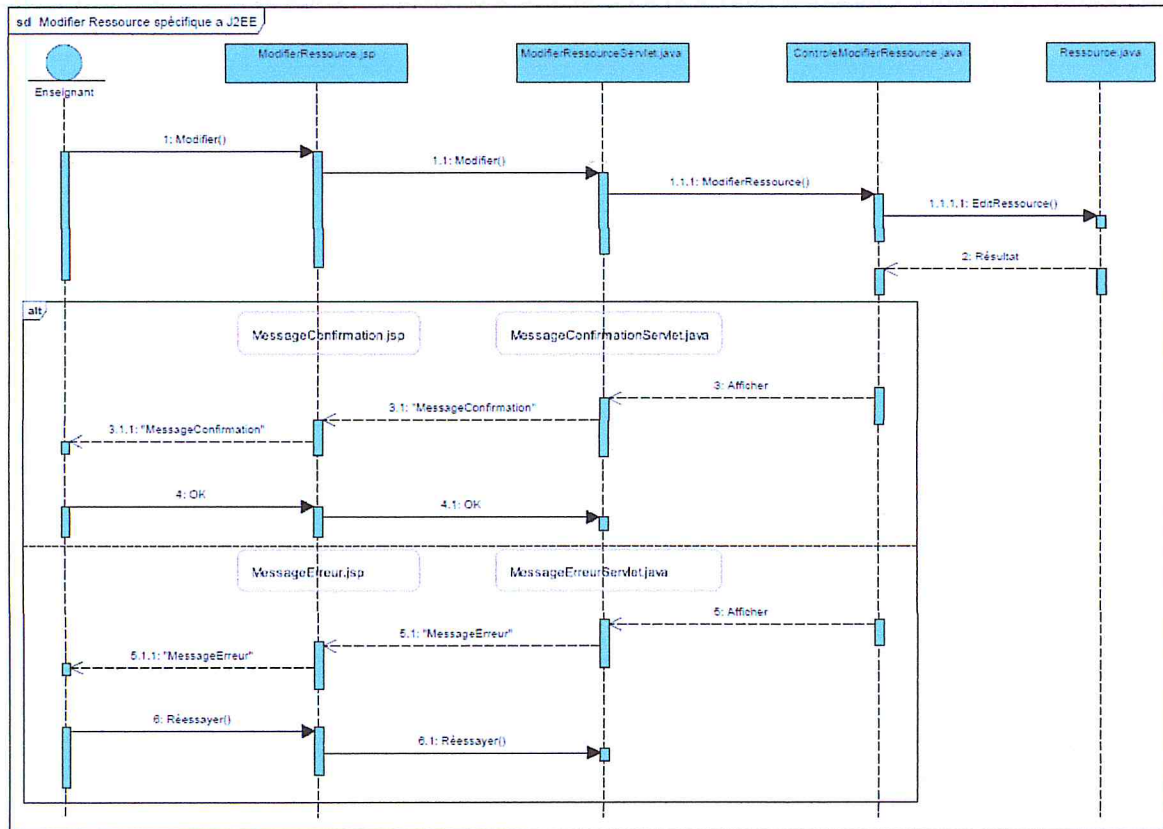 sd Modifier Ressource spécifique a J2EE
Enseignant
ModifierRessource.jsp
ModifierRessourceServlet.java
ControleModifierRessource.java
Ressource.java
1: Modifier()
1.1: Modifier()
1.1.1: ModifierRessource()
1.1.1.1: EditRessource()
2: Résultat
alt
MessageConfirmation.jsp
MessageConfirmationServlet.java
3: Afficher
3.1: "MessageConfirmation"
3.1.1: "MessageConfirmation"
4: OK
4.1: OK
MessageErreur.jsp
MessageErreurServlet.java
5: Afficher
5.1: "MessageErreur"
5.1.1: "MessageErreur"
6: Réessayer()
6.1: Réessayer()